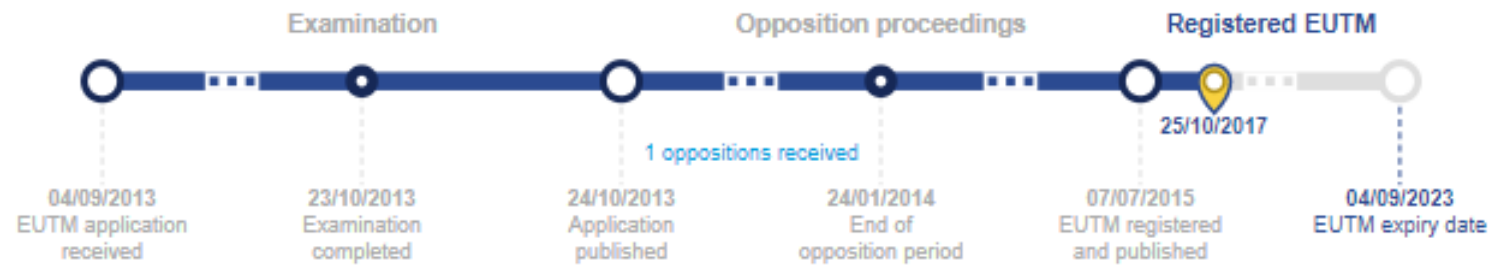 Examination
Opposition proceedings
Registered EUTM
25/10/2017
1 oppositions received
04/09/2013
EUTM application
received
23/10/2013
Examination
completed
24/10/2013
Application
published
24/01/2014
End of
opposition period
07/07/2015
EUTM registered
and published
04/09/2023
EUTM expiry date